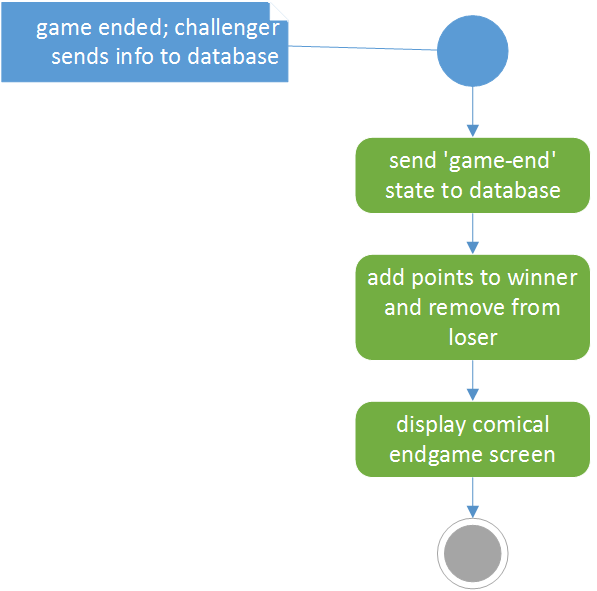 game ended; challenger
sends info to database
send 'game-end'
state to database
add points to winner
and remove from
loser
display comical
endgame screen